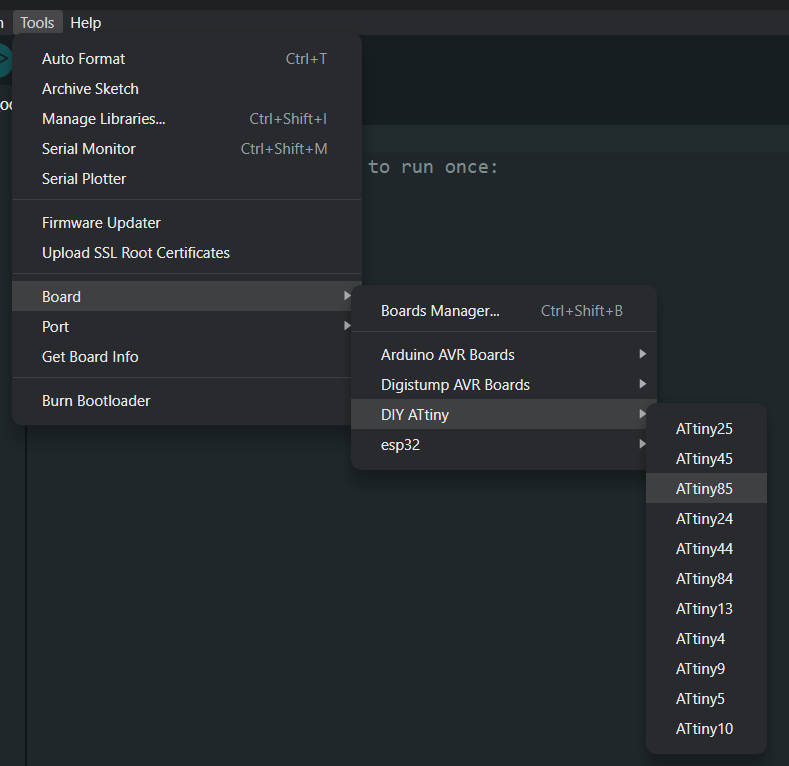 Tools Help
Auto Format Ctrl+T
Archive Sketch
Manage Libraries... Ctrl+Shift+I
Serial Monitor Ctrl+Shift+M
to run once:
Serial Plotter
Firmware Updater
Upload SSL Root Certificates
Board
Port
Get Board Info
Burn Bootloader
Boards Manager... Ctrl+Shift+B
Arduino AVR Boards
Digistump AVR Boards
DIY ATtiny
esp32
ATtiny25
ATtiny45
ATtiny85
ATtiny24
ATtiny44
ATtiny84
ATtiny13
ATtiny4
ATtiny9
ATtiny5
ATtiny10